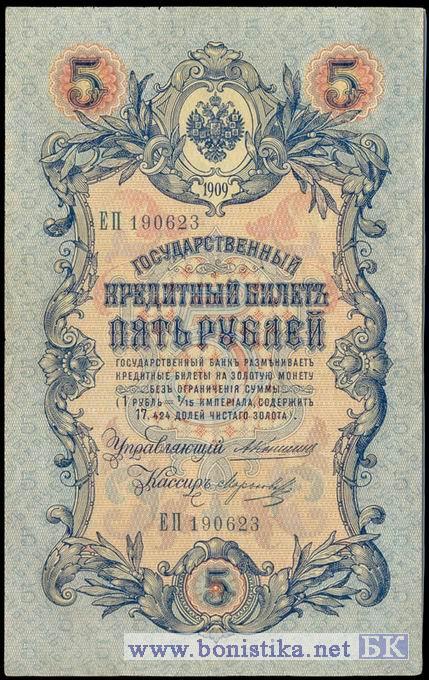 5 5
1909
ЕП 190623
ГОСУДАРСТВЕННЫЙ
КРЕДИТНЫЙ БИЛЕТЪ
ПЯТЬ РУБЛЕЙ
ГОСУДАРСТВЕННЫЙ БАНКЪ РАЗМѢНИВАЕТЪ
КРЕДИТНЫЕ БИЛЕТЫ НА ЗОЛОТУЮ МОНЕТУ
БЕЗЪ ОГРАНИЧЕНІЯ СУММЫ
(1 РУБЛЬ = 1/15 ИМПЕРІАЛА, СОДЕРЖИТЪ
17,424 ДОЛЕЙ ЧИСТАГО ЗОЛОТА).
Управляющій
Кассиръ
ЕП 190623
5
www.bonistika.net БК